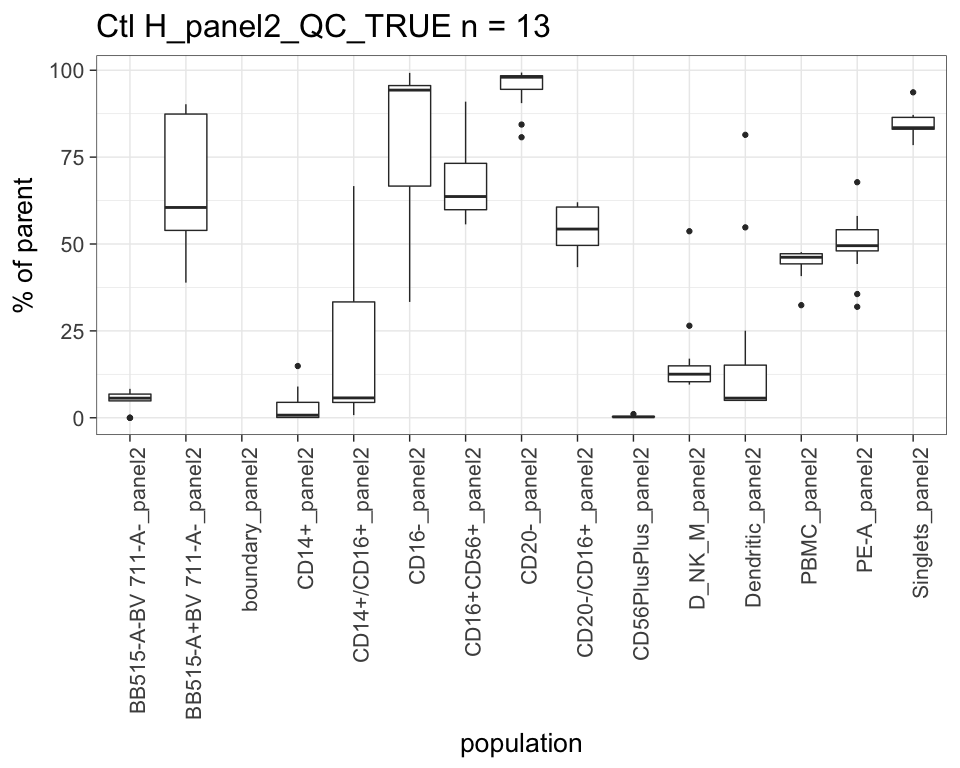 Ctl H_panel2_QC_TRUE n = 13
100
75
50
25
0
% of parent
BB515-A-BV 711-A-_panel2
BB515-A+BV 711-A-_panel2
boundary_panel2
CD14+_panel2
CD14+/CD16+_panel2
CD16-_panel2
CD16+CD56+_panel2
CD20-_panel2
CD20-/CD16+_panel2
CD56PlusPlus_panel2
D_NK_M_panel2
Dendritic_panel2
PBMC_panel2
PE-A_panel2
Singlets_panel2
population